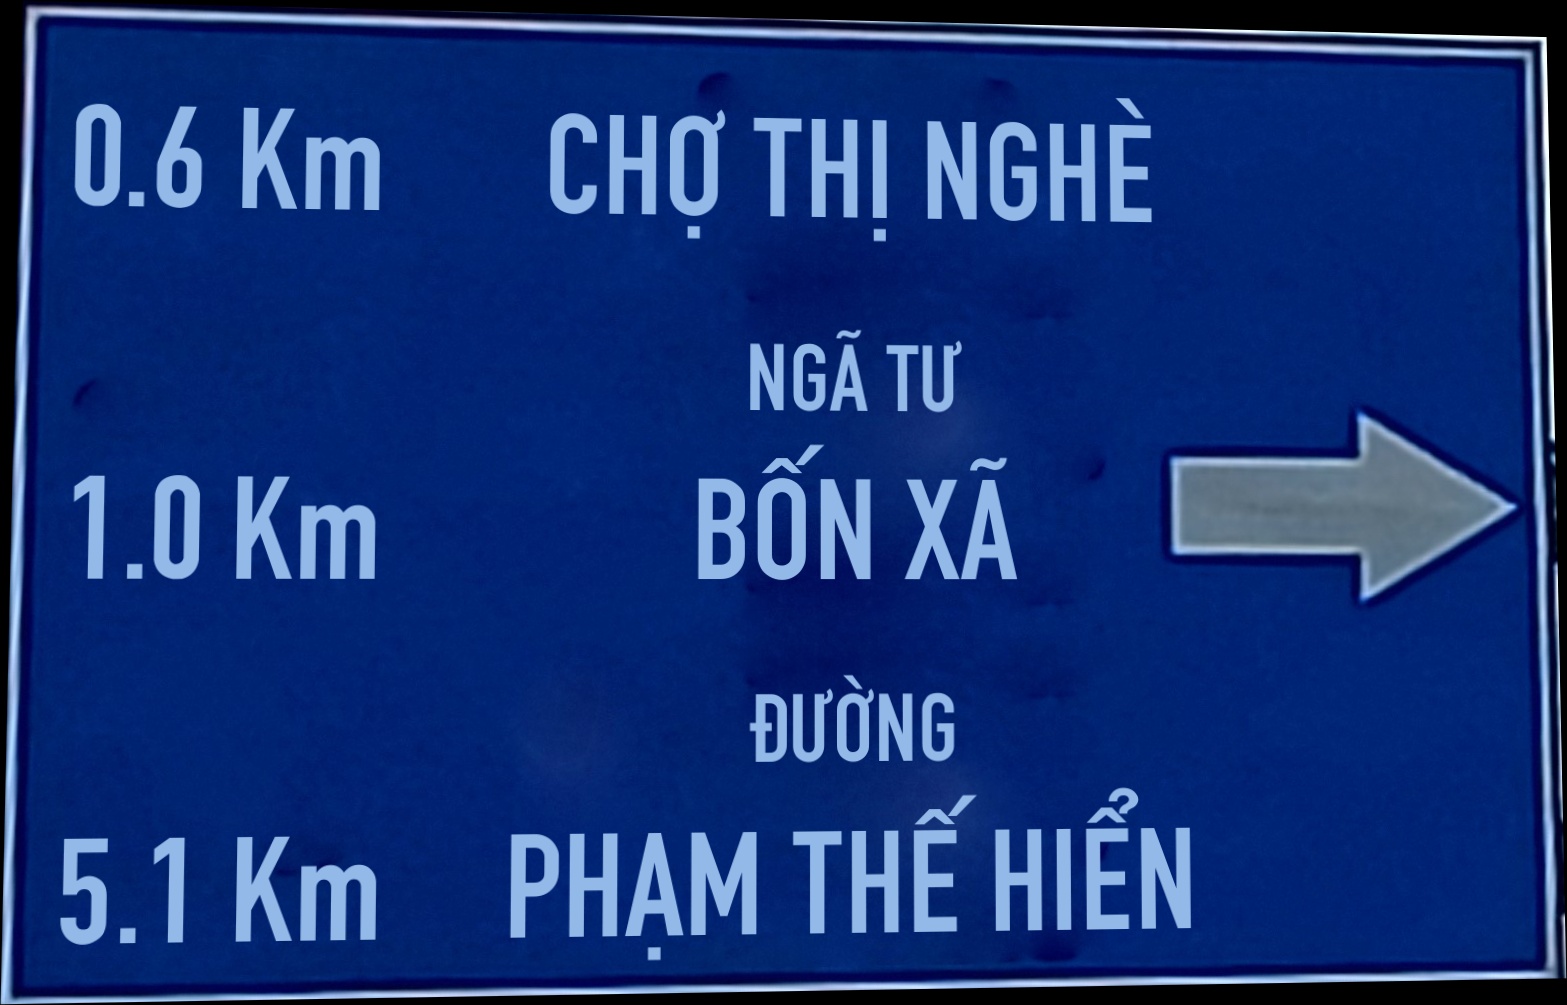 0.6 Km CHỢ THỊ NGHÈ
NGÃ TƯ
1.0 Km BỐN XÃ
ĐƯỜNG
5.1 Km PHẠM THẾ HIỂN